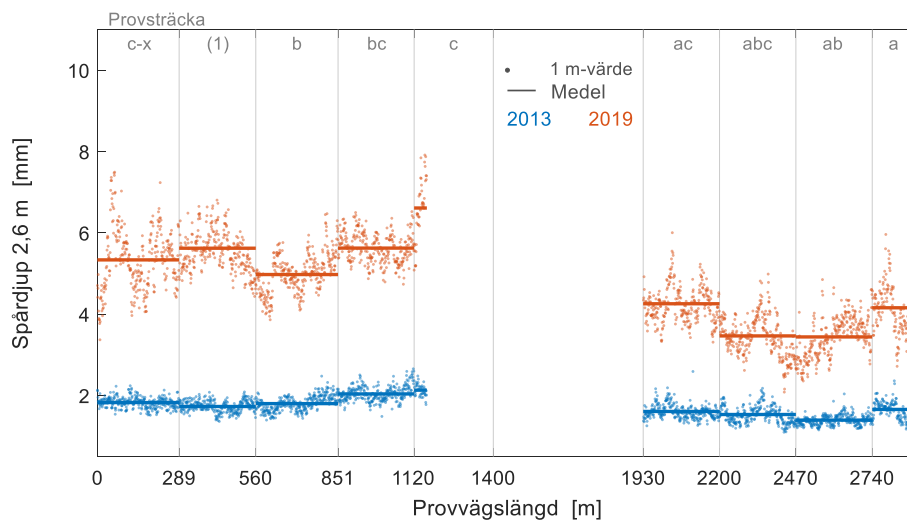 Provsträcka
c-x (1) b bc c ac abc ab a
10
1 m-värde
Medel
2013 2019
8
6
4
2
Spårdjup 2,6 m [mm]
0 289 560 851 1120 1400 1930 2200 2470 2740
Provvägslängd [m]